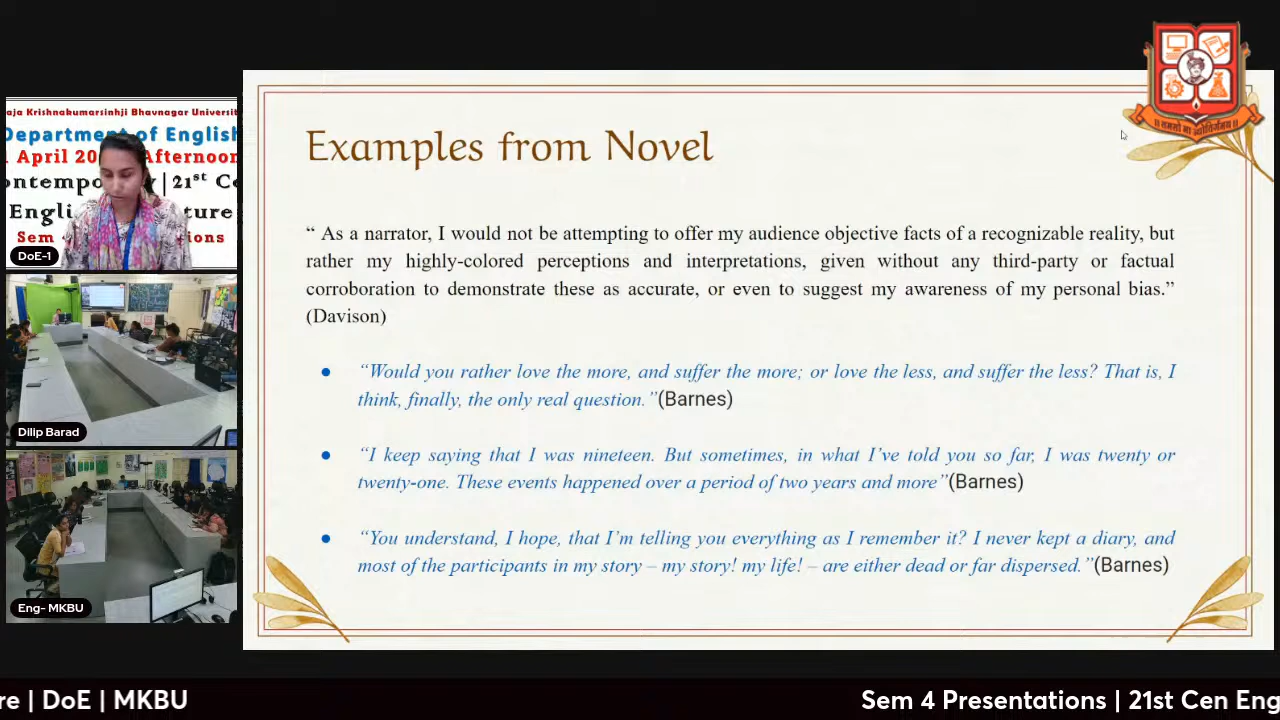 aja Krishnakumarsinhji Bhavnagar Universit
Department of English
April 20 Afternoon
ontempo y | 21st Ce
Engli ture
Sem ions
DoE-1
Dilip Barad
Eng- MKBU
Examples from Novel
“ As a narrator, I would not be attempting to offer my audience objective facts of a recognizable reality, but
rather my highly-colored perceptions and interpretations, given without any third-party or factual
corroboration to demonstrate these as accurate, or even to suggest my awareness of my personal bias.”
(Davison)
● “Would you rather love the more, and suffer the more; or love the less, and suffer the less? That is, I
think, finally, the only real question.”(Barnes)
● “I keep saying that I was nineteen. But sometimes, in what I’ve told you so far, I was twenty or
twenty-one. These events happened over a period of two years and more”(Barnes)
● “You understand, I hope, that I’m telling you everything as I remember it? I never kept a diary, and
most of the participants in my story – my story! my life! – are either dead or far dispersed.”(Barnes)
re | DoE | MKBU
Sem 4 Presentations | 21st Cen Eng